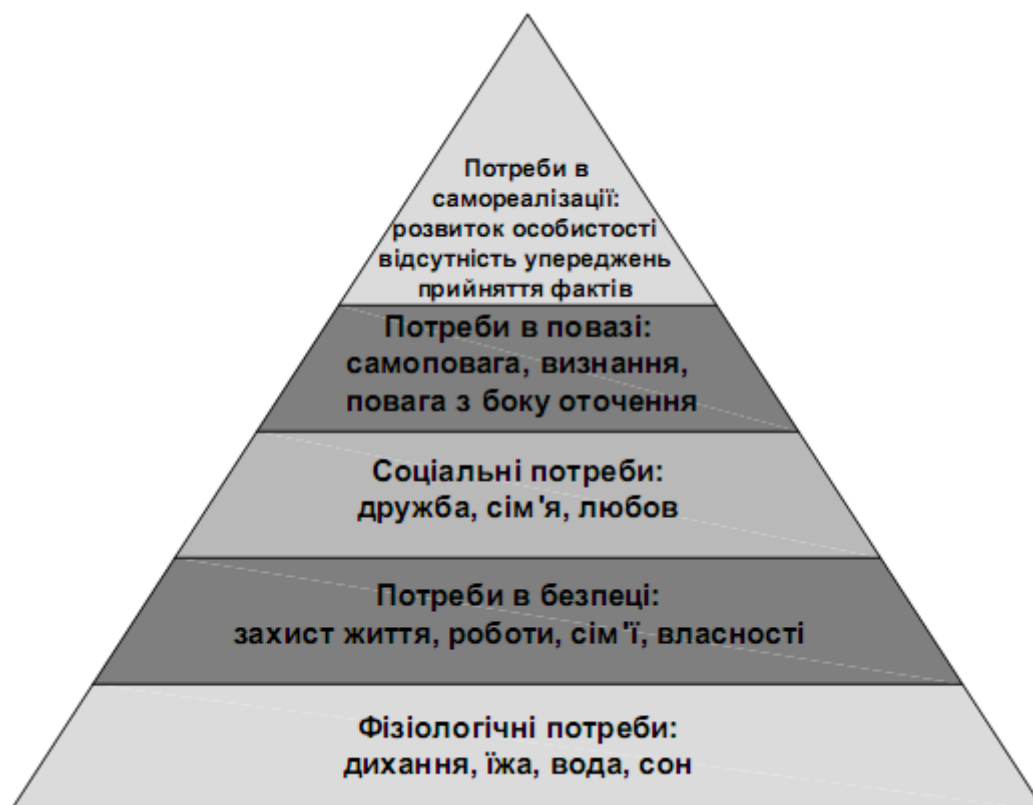 Потреби в
самореалізації:
розвиток особистості
відсутність упереджень
прийняття фактів
Потреби в повазі:
самоповага, визнання,
повага з боку оточення
Соціальні потреби:
дружба, сім'я, любов
Потреби в безпеці:
захист життя, роботи, сім'ї, власності
Фізіологічні потреби:
дихання, їжа, вода, сон